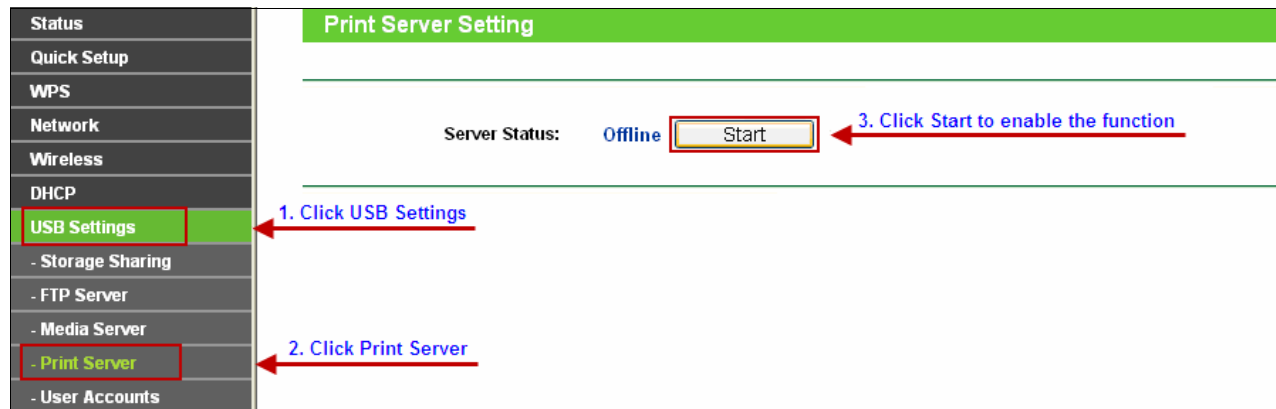 Status
Quick Setup
WPS
Network
Wireless
DHCP
USB Settings
- Storage Sharing
- FTP Server
- Media Server
- Print Server
- User Accounts
Print Server Setting
Server Status: Offline Start
3. Click Start to enable the function
1. Click USB Settings
2. Click Print Server